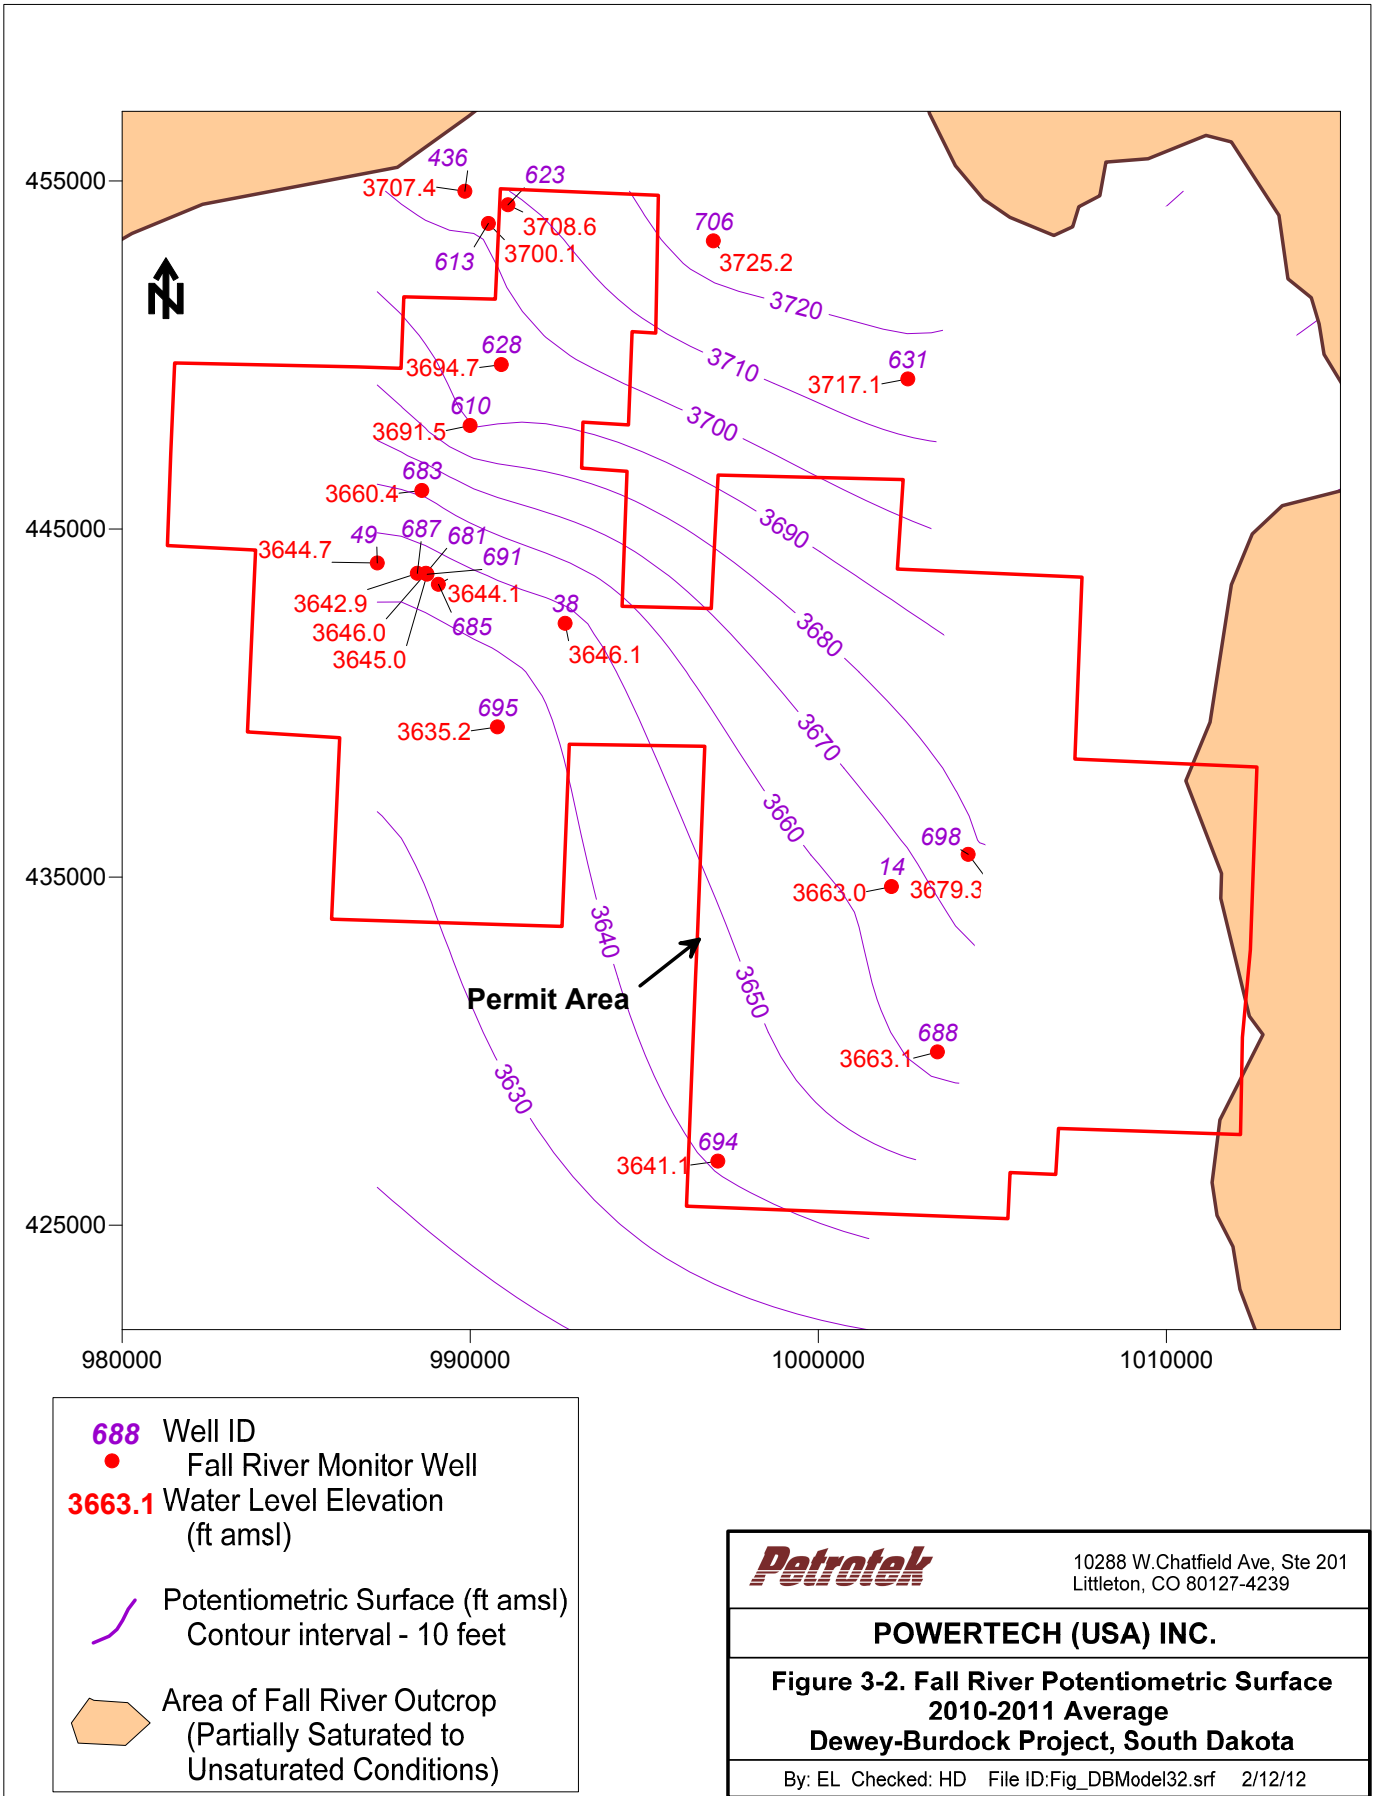 436
623
455000
3707.4
3708.6
706
3700.1
613
3725.2
N
3720
628
3710
631
3694.7
3717.1
610
3700
3691.5
683
3660.4
445000
49
687
681
3690
3644.7
691
3644.1
3642.9
38
3646.0
685
3680
3645.0
3646.1
695
3635.2
3670
3660
698
435000
14
3663.0
3679.3
3640
Permit Area
3650
688
3663.1
3630
694
3641.1
425000
980000
990000
1000000
1010000
688 Well ID
Fall River Monitor Well
3663.1 Water Level Elevation
(ft amsl)
Potentiometric Surface (ft amsl)
Contour interval - 10 feet
Area of Fall River Outcrop
(Partially Saturated to
Unsaturated Conditions)
Petrotek
10288 W.Chatfield Ave, Ste 201
Littleton, CO 80127-4239
POWERTECH (USA) INC.
Figure 3-2. Fall River Potentiometric Surface
2010-2011 Average
Dewey-Burdock Project, South Dakota
By: EL Checked: HD File ID:Fig_DBModel32.srf 2/12/12